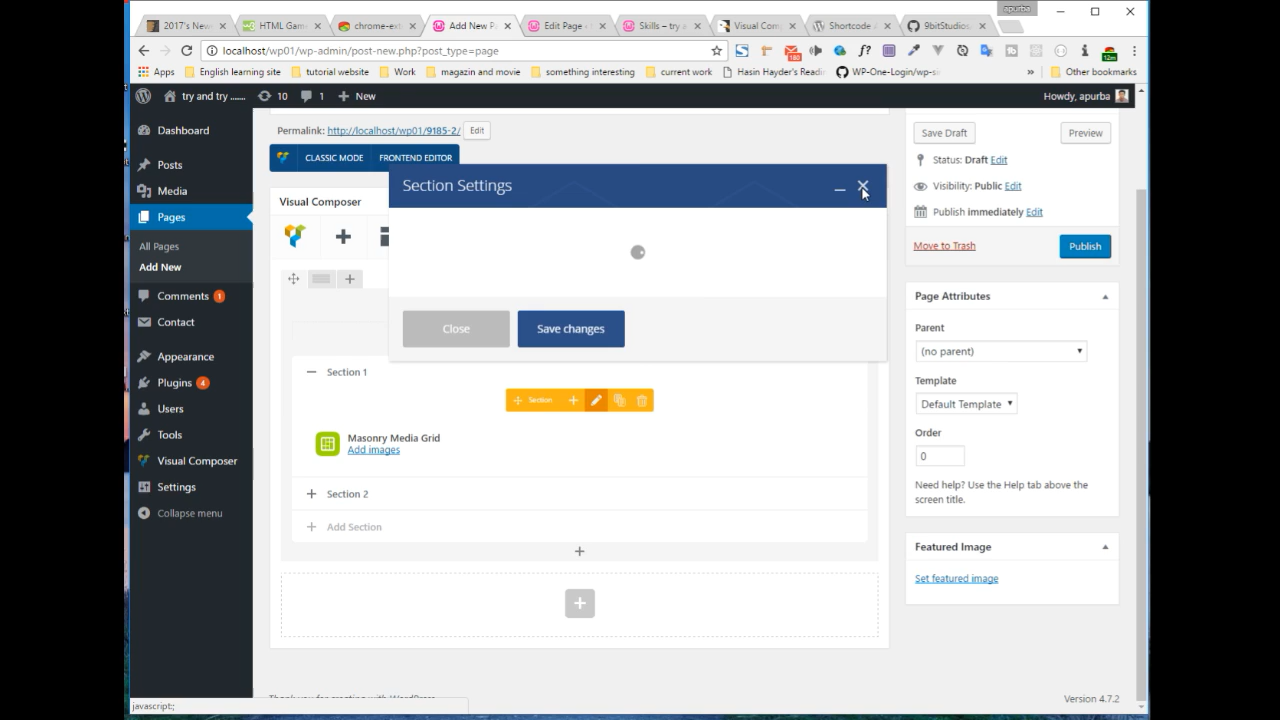 apurba
2017's New
HTML Gam
chrome-ext
Add New P
Edit Page ‹
Skills – try a
Visual Com
Shortcode
9bitStudios
localhost/wp01/wp-admin/post-new.php?post_type=page
f?
180
12m
Apps
English learning site
tutorial website
Work
magazin and movie
something interesting
current work
Hasin Hayder's Readi
WP-One-Login/wp-s
»
Other bookmarks
try and try ......
10
1
New
Howdy, apurba
Dashboard
Posts
Media
Pages
All Pages
Add New
Comments 1
Contact
Appearance
Plugins 4
Users
Tools
Visual Composer
Settings
Collapse menu
Permalink: http://localhost/wp01/9185-2/ Edit
CLASSIC MODE
FRONTEND EDITOR
Visual Composer
Section Settings
Close
Save changes
Section 1
Section
Masonry Media Grid
Add images
Section 2
Add Section
Save Draft
Preview
Status: Draft Edit
Visibility: Public Edit
Publish immediately Edit
Move to Trash
Publish
Page Attributes
Parent
(no parent)
Template
Default Template
Order
0
Need help? Use the Help tab above the
screen title.
Featured Image
Set featured image
Thank you for creating with WordPress
Version 4.7.2
javascript:;